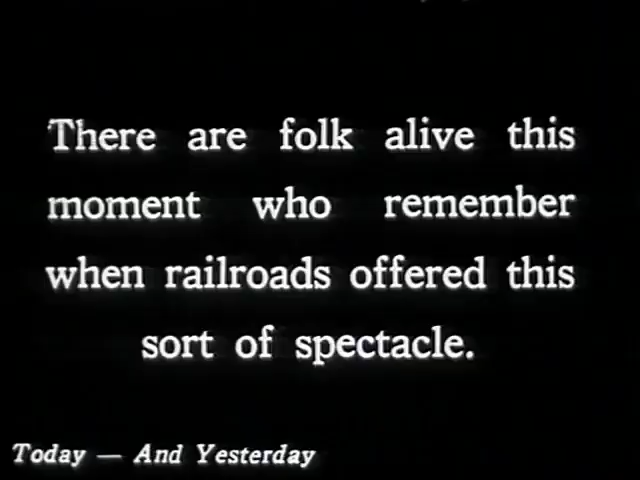 There are folk alive this
moment who remember
when railroads offered this
sort of spectacle.
Today — And Yesterday